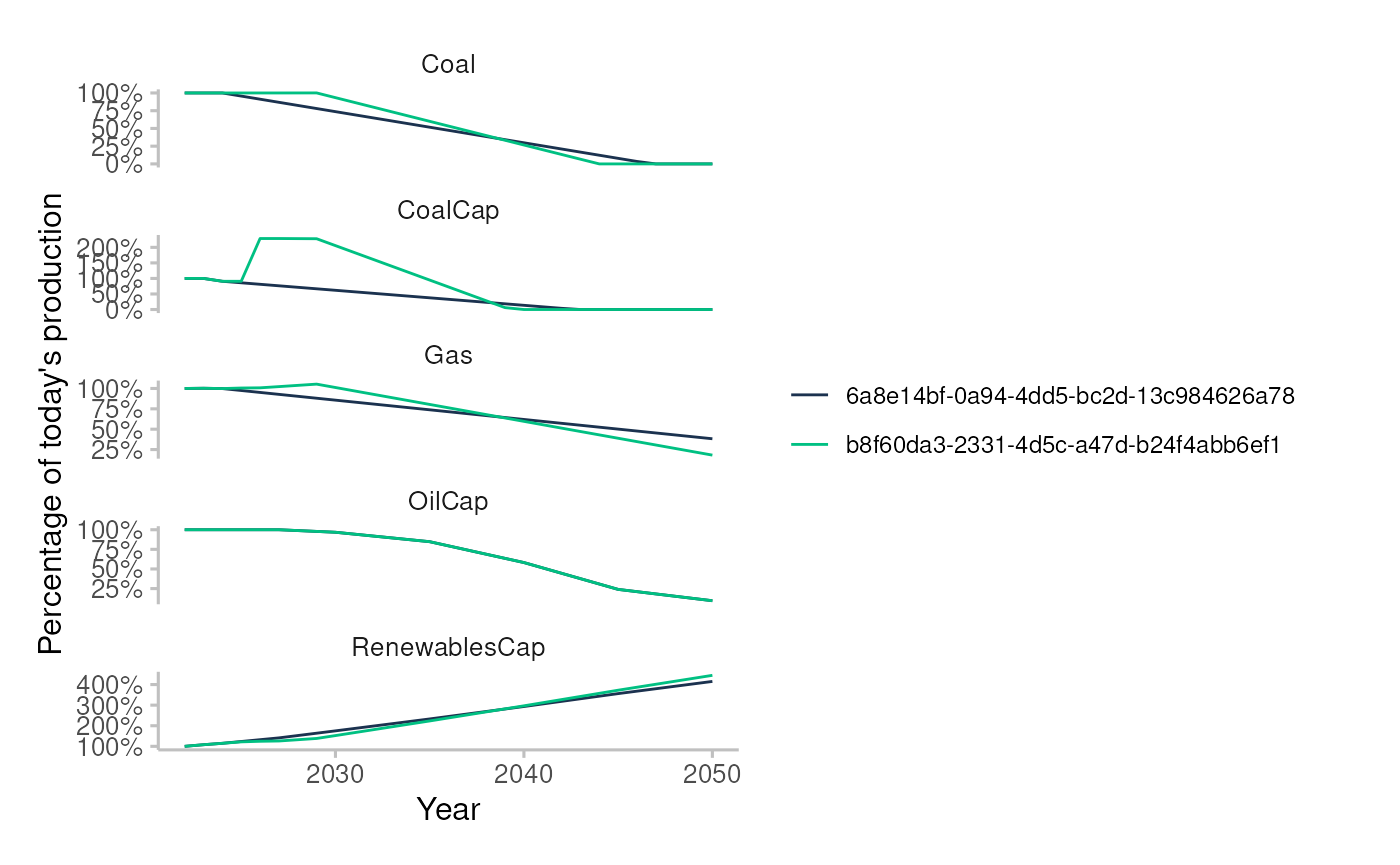 Coal
100%
75%
50%
25%
0%
CoalCap
200%
150%
100%
50%
0%
Gas
100%
75%
50%
25%
OilCap
100%
75%
50%
25%
RenewablesCap
400%
300%
200%
100%
2030 2040 2050
Year
Percentage of today's production
6a8e14bf-0a94-4dd5-bc2d-13c984626a78
b8f60da3-2331-4d5c-a47d-b24f4abb6ef1